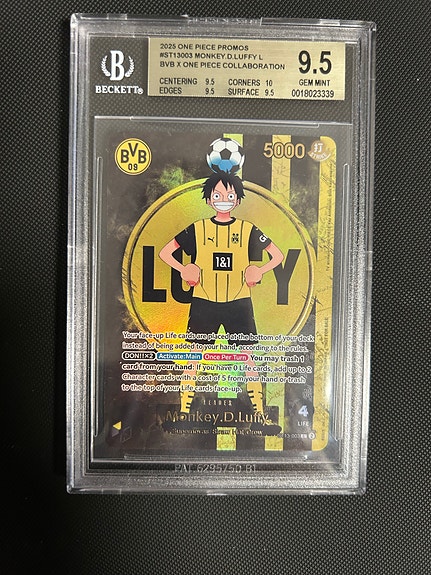 2025 ONE PIECE PROMOS
#ST13003 MONKEY.D.LUFFY L
BVB X ONE PIECE COLLABORATION
9.5
GEM MINT
CENTERING 9.5 CORNERS 10
EDGES 9.5 SURFACE 9.5
0018023339
BECKETT®
BVB
09
5000
打
LUFFY
1&1
Your face-up Life cards are placed at the bottom of your deck
instead of being added to your hand, according to the rules.
DON!!×2 Activate:Main Once Per Turn You may trash 1
card from your hand: If you have 0 Life cards, add up to 2
Character cards with a cost of 5 from your hand or trash
to the top of your Life cards face-up.
LEADER
Monkey.D.Luffy
4
LIFE
PAT 6295750 B1